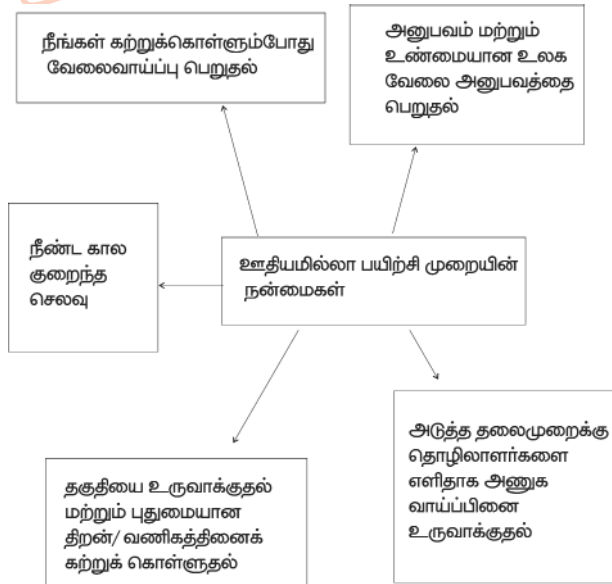 நீங்கள் கற்றுக்கொள்ளும்போது
வேலைவாய்ப்பு பெறுதல்
அனுபவம் மற்றும்
உண்மையான உலக
வேலை அனுபவத்தை
பெறுதல்
நீண்ட கால
குறைந்த
செலவு
ஊதியமில்லா பயிற்சி முறையின்
நன்மைகள்
தகுதியை உருவாக்குதல்
மற்றும் புதுமையான
திறன்/ வணிகத்தினைக்
கற்றுக் கொள்ளுதல்
அடுத்த தலைமுறைக்கு
தொழிலாளர்களை
எளிதாக அணுக
வாய்ப்பினை
உருவாக்குதல்